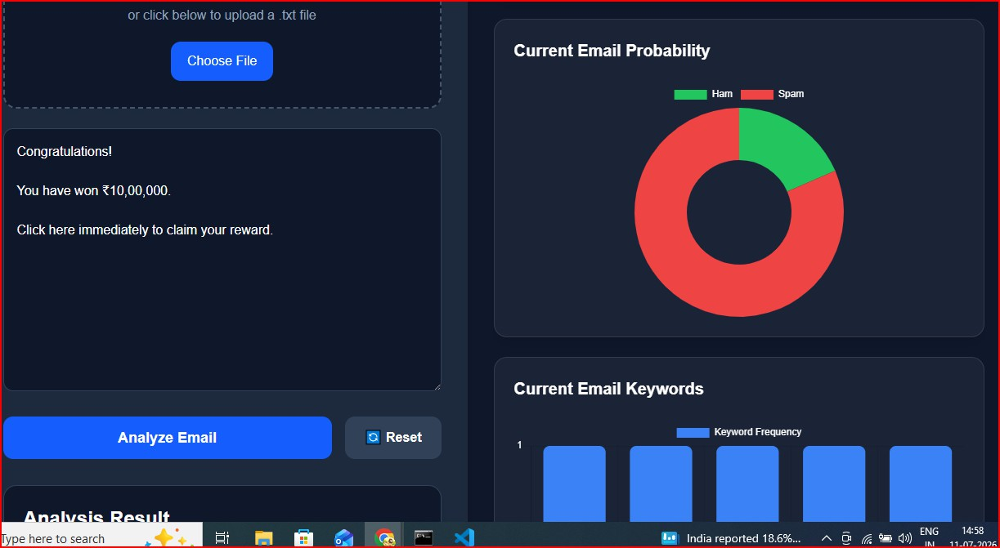 or click below to upload a .txt file
Choose File
Congratulations!
You have won ₹10,00,000.
Click here immediately to claim your reward.
Analyze Email
Reset
Analysis Result
Current Email Probability
Ham
Spam
Current Email Keywords
Keyword Frequency
1
Type here to search
India reported 18.6%...
ENG
IN
14:58
11-07-2026